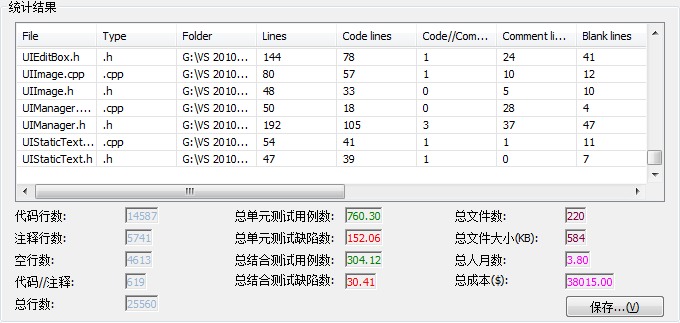 统计结果
File Type Folder Lines Code lines Code//Com... Comment li... Blank lines
UIEditBox.h .h G:\VS 2010... 144 78 1 24 41
UIImage.cpp .cpp G:\VS 2010... 80 57 1 10 12
UIImage.h .h G:\VS 2010... 48 33 0 5 10
UIManager.... .cpp G:\VS 2010... 50 18 0 28 4
UIManager.h .h G:\VS 2010... 192 105 3 37 47
UIStaticText... .cpp G:\VS 2010... 54 41 1 1 11
UIStaticText.h .h G:\VS 2010... 47 39 1 0 7
代码行数: 14587 总单元测试用例数: 760.30 总文件数: 220
注释行数: 5741 总单元测试缺陷数: 152.06 总文件大小(KB): 584
空行数: 4613 总结合测试用例数: 304.12 总人月数: 3.80
代码//注释: 619 总结合测试缺陷数: 30.41 总成本($): 38015.00
总行数: 25560 保存...(V)